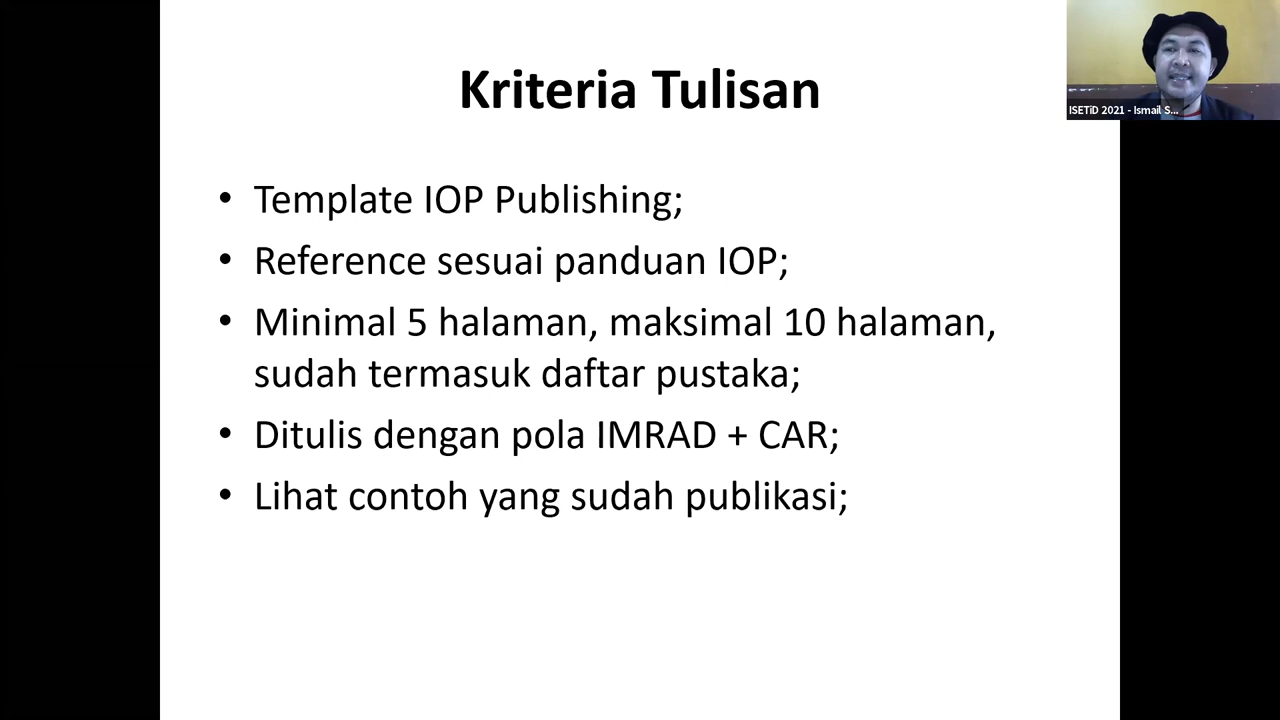 Kriteria Tulisan
ISETiD 2021 - Ismail S...
• Template IOP Publishing;
• Reference sesuai panduan IOP;
• Minimal 5 halaman, maksimal 10 halaman,
sudah termasuk daftar pustaka;
• Ditulis dengan pola IMRAD + CAR;
• Lihat contoh yang sudah publikasi;